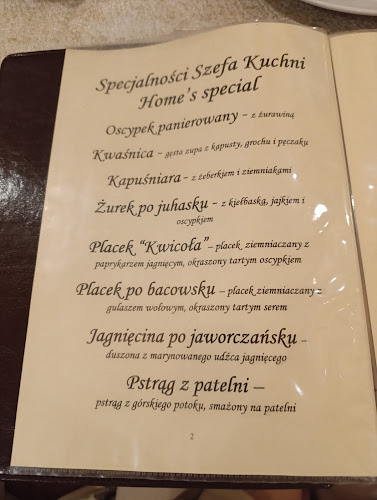 Specjalności Szefa Kuchni
Home's special
Oscypek panierowany – z żurawiną
Kwaśnica – gęsta zupa z kapusty, grochu i pęczaku
Kapuśniara – z żeberkiem i ziemniakami
Żurek po juhasku – z kiełbaską, jajkiem i
oscypkiem
Placek "Kwicoła" – placek ziemniaczany z
paprykarzem jagnięcym, okraszony tartym oscypkiem
Placek po bacowsku – placek ziemniaczany z
gulaszem wołowym, okraszony tartym serem
Jagnięcina po jaworczańsku –
duszona z marynowanego udźca jagnięcego
Pstrąg z patelni –
pstrąg z górskiego potoku, smażony na patelni
2